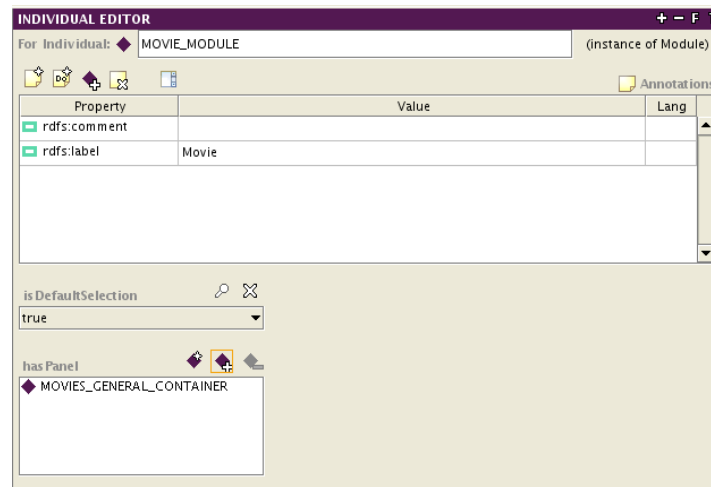 INDIVIDUAL EDITOR + − F
For Individual: MOVIE_MODULE (instance of Module)
Annotations
Property Value Lang
rdfs:comment
rdfs:label Movie
isDefaultSelection
true
hasPanel
MOVIES_GENERAL_CONTAINER